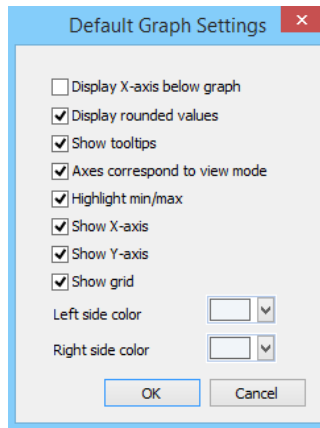 Default Graph Settings
Display X-axis below graph
Display rounded values
Show tooltips
Axes correspond to view mode
Highlight min/max
Show X-axis
Show Y-axis
Show grid
Left side color
Right side color
OK Cancel